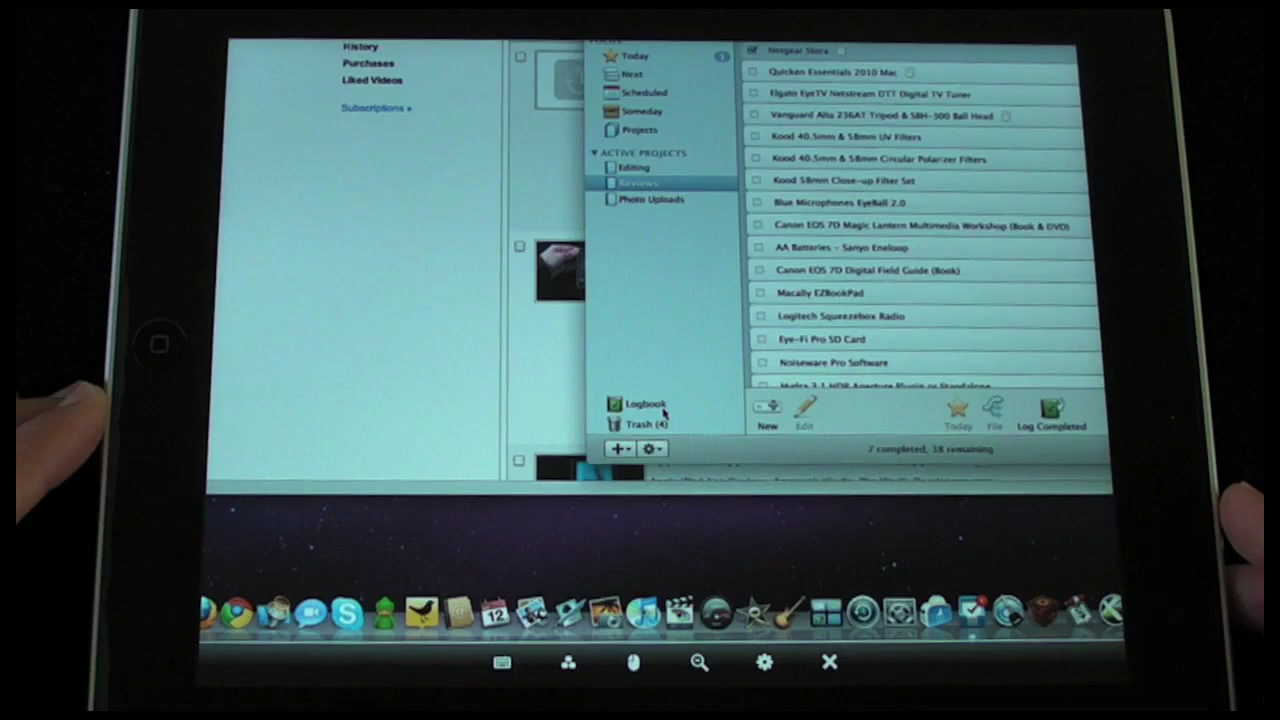 History
Purchases
Liked Videos
Subscriptions »
Today
Next
Scheduled
Someday
Projects
ACTIVE PROJECTS
Editing
Reviews
Photo Uploads
Logbook
Trash (4)
Netgear Stora
Quicken Essentials 2010 Mac
Elgato EyeTV Netstream DTT Digital TV Tuner
Vanguard Alta 236AT Tripod & SBH-300 Ball Head
Kood 40.5mm & 58mm UV Filters
Kood 40.5mm & 58mm Circular Polarizer Filters
Kood 58mm Close-up Filter Set
Blue Microphones EyeBall 2.0
Canon EOS 7D Magic Lantern Multimedia Workshop (Book & DVD)
AA Batteries - Sanyo Eneloop
Canon EOS 7D Digital Field Guide (Book)
Macally EZBookPad
Logitech Squeezebox Radio
Eye-Fi Pro SD Card
Noiseware Pro Software
New
Edit
Today
File
Log Completed
7 completed, 38 remaining
12